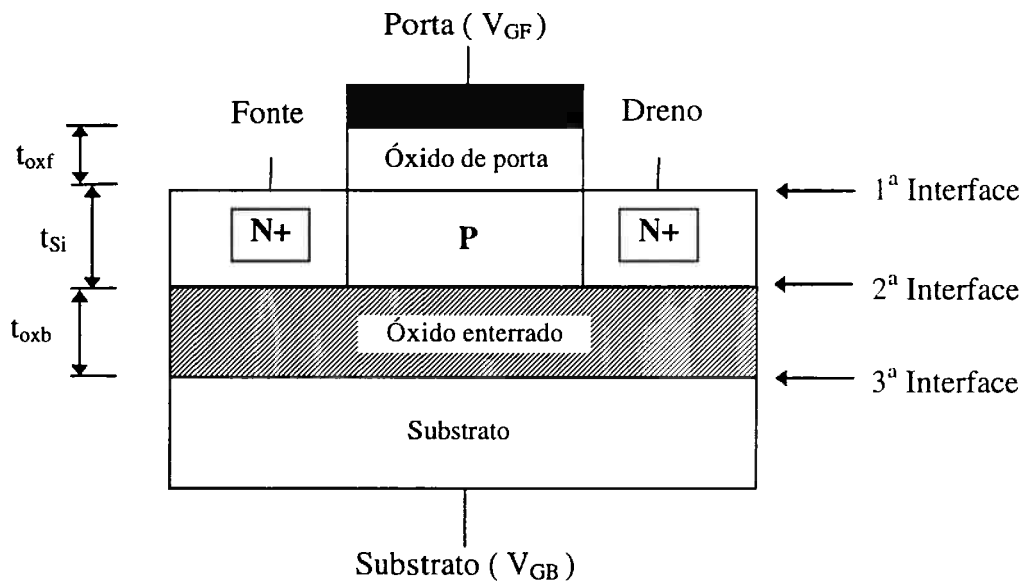 Porta ( V_GF)
Fonte
Dreno
t_oxf
Óxido de porta
1ª Interface
N+
P
N+
t_Si
2ª Interface
t_oxb
Óxido enterrado
3ª Interface
Substrato
Substrato ( V_GB)